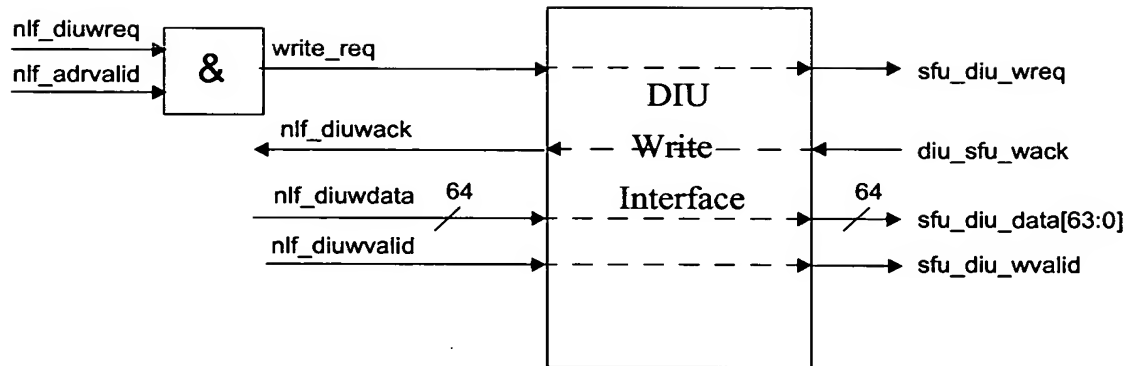 nlf_diuwreq
nlf_adrvalid
&
write_req
sfu_diu_wreq
DIU
Write
Interface
nlf_diuwack
diu_sfu_wack
nlf_diuwdata
64
64
sfu_diu_data[63:0]
nlf_diuwvalid
sfu_diu_wvalid